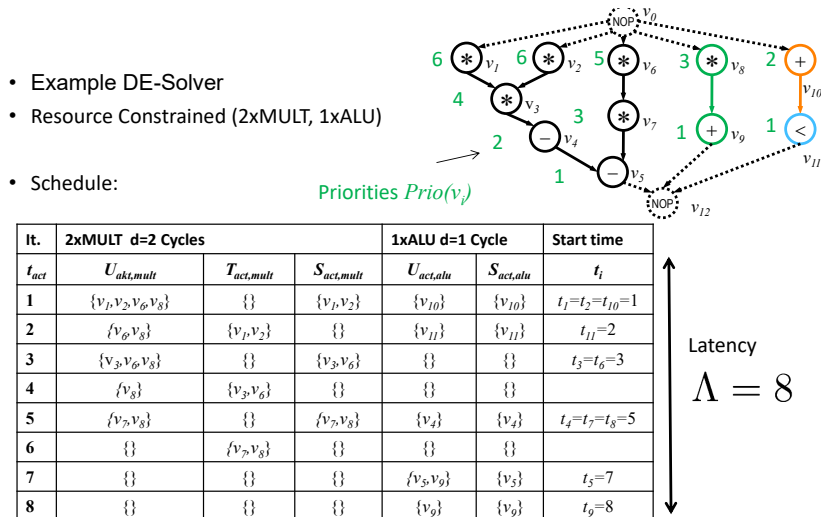 NOP v0
6 * v1 6 * v2 5 * v6 3 * v8 2 + v10
• Example DE-Solver
• Resource Constrained (2xMULT, 1xALU)
4 * v3 3 * v7 1 + v9 1 < v11
2 − v4
1 − v5
NOP v12
• Schedule:
Priorities Prio(vi)
It. 2xMULT d=2 Cycles 1xALU d=1 Cycle Start time
tact Uakt,mult Tact,mult Sact,mult Uact,alu Sact,alu ti
1 {v1,v2,v6,v8} {} {v1,v2} {v10} {v10} t1=t2=t10=1
2 {v6,v8} {v1,v2} {} {v11} {v11} t11=2
3 {v3,v6,v8} {} {v3,v6} {} {} t3=t6=3
4 {v8} {v3,v6} {} {} {}
5 {v7,v8} {} {v7,v8} {v4} {v4} t4=t7=t8=5
6 {} {v7,v8} {} {} {}
7 {} {} {} {v5,v9} {v5} t5=7
8 {} {} {} {v9} {v9} t9=8
Latency
Λ = 8